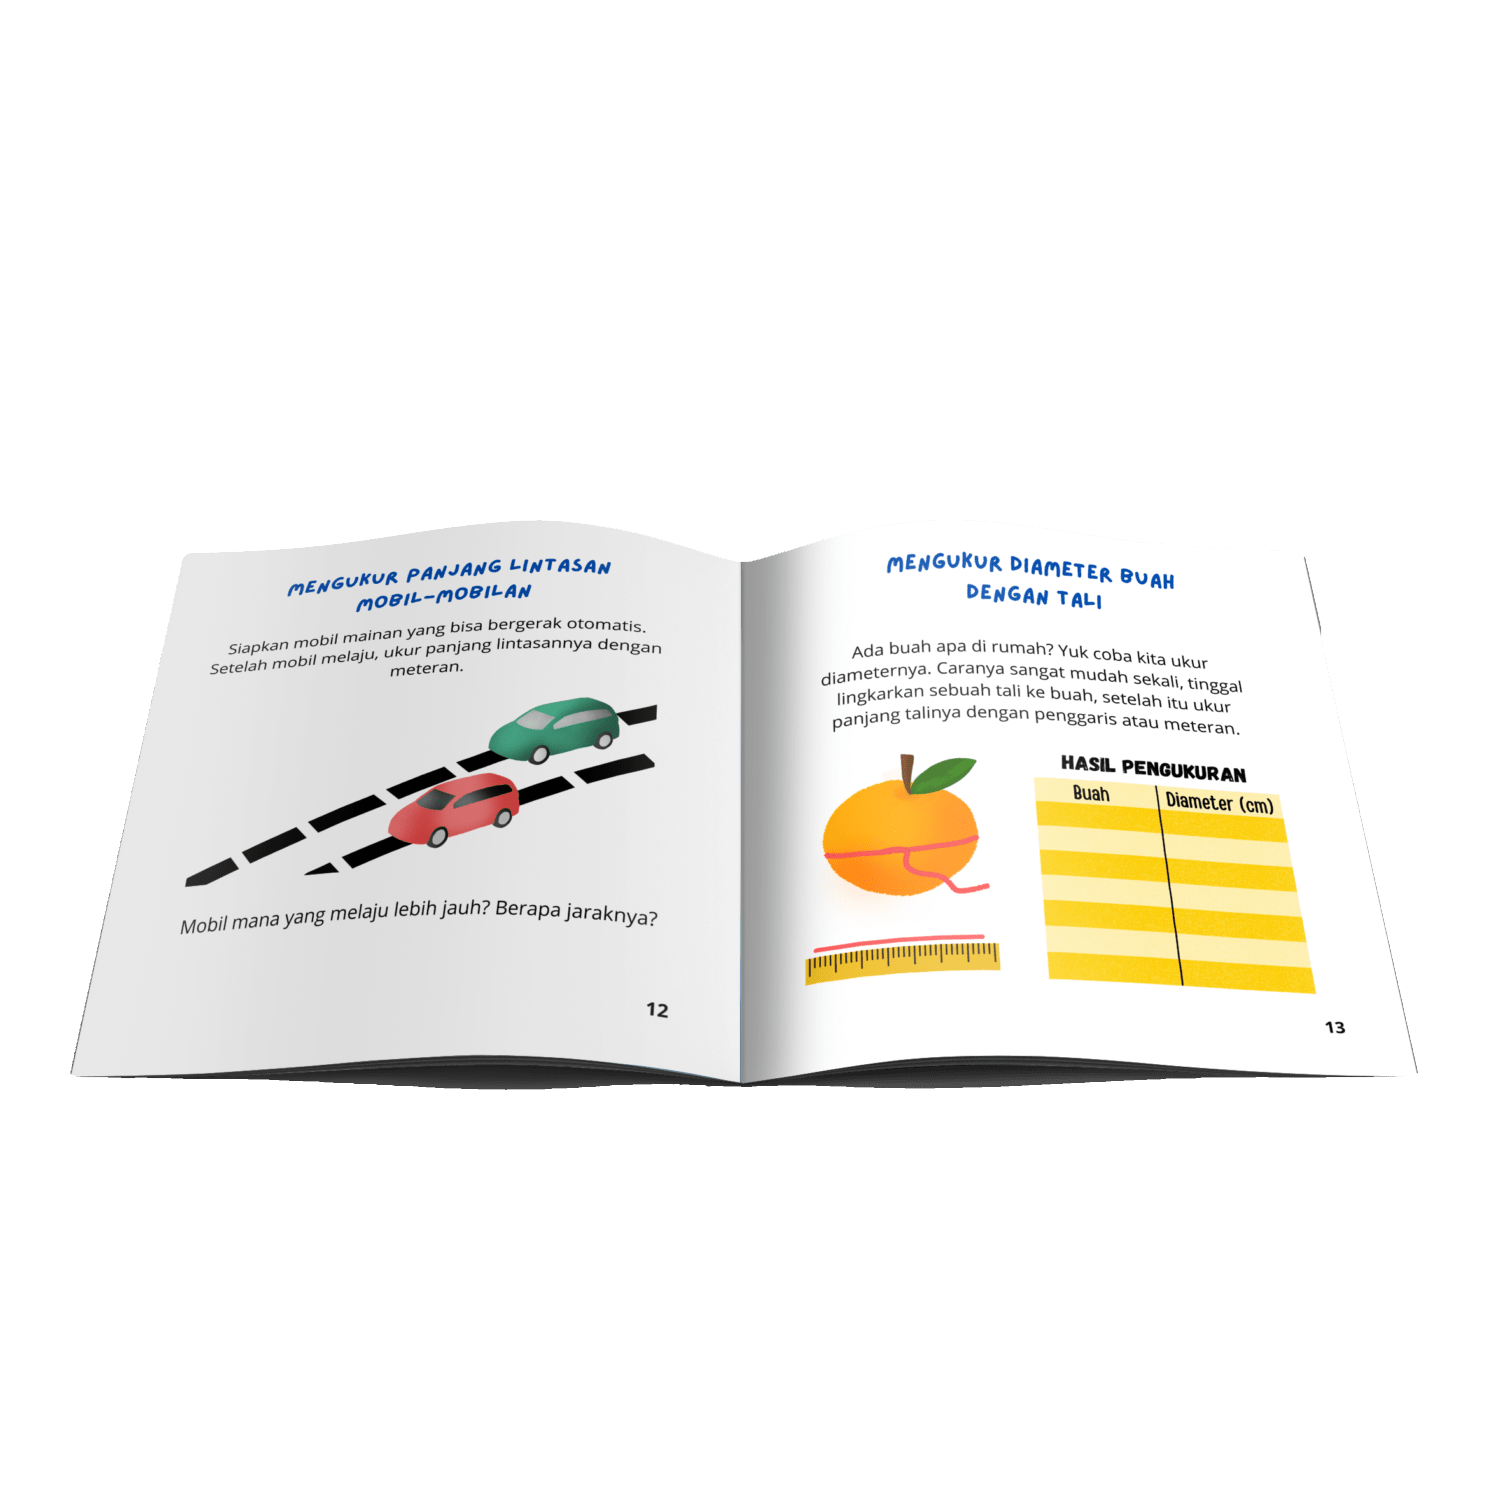 MENGUKUR PANJANG LINTASAN
MOBIL-MOBILAN
Siapkan mobil mainan yang bisa bergerak otomatis.
Setelah mobil melaju, ukur panjang lintasannya dengan
meteran.
Mobil mana yang melaju lebih jauh? Berapa jaraknya?
12
MENGUKUR DIAMETER BUAH
DENGAN TALI
Ada buah apa di rumah? Yuk coba kita ukur
diameternya. Caranya sangat mudah sekali, tinggal
lingkarkan sebuah tali ke buah, setelah itu ukur
panjang talinya dengan penggaris atau meteran.
HASIL PENGUKURAN
Buah Diameter (cm)
13